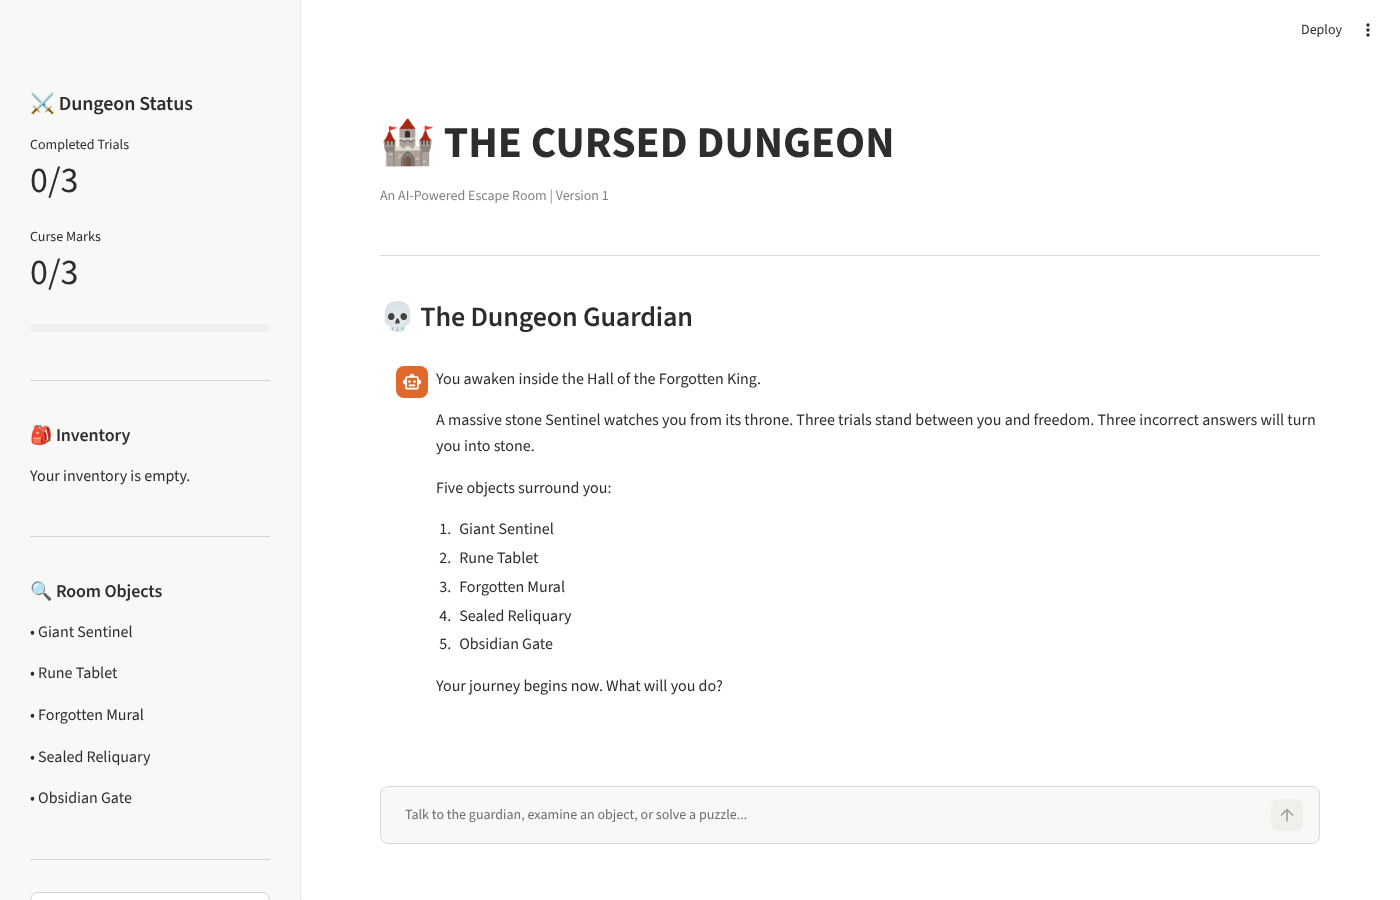 Deploy
Dungeon Status
Completed Trials
0/3
Curse Marks
0/3
Inventory
Your inventory is empty.
Room Objects
• Giant Sentinel
• Rune Tablet
• Forgotten Mural
• Sealed Reliquary
• Obsidian Gate
THE CURSED DUNGEON
An AI-Powered Escape Room | Version 1
The Dungeon Guardian
You awaken inside the Hall of the Forgotten King.
A massive stone Sentinel watches you from its throne. Three trials stand between you and freedom. Three incorrect answers will turn
you into stone.
Five objects surround you:
1. Giant Sentinel
2. Rune Tablet
3. Forgotten Mural
4. Sealed Reliquary
5. Obsidian Gate
Your journey begins now. What will you do?
Talk to the guardian, examine an object, or solve a puzzle...